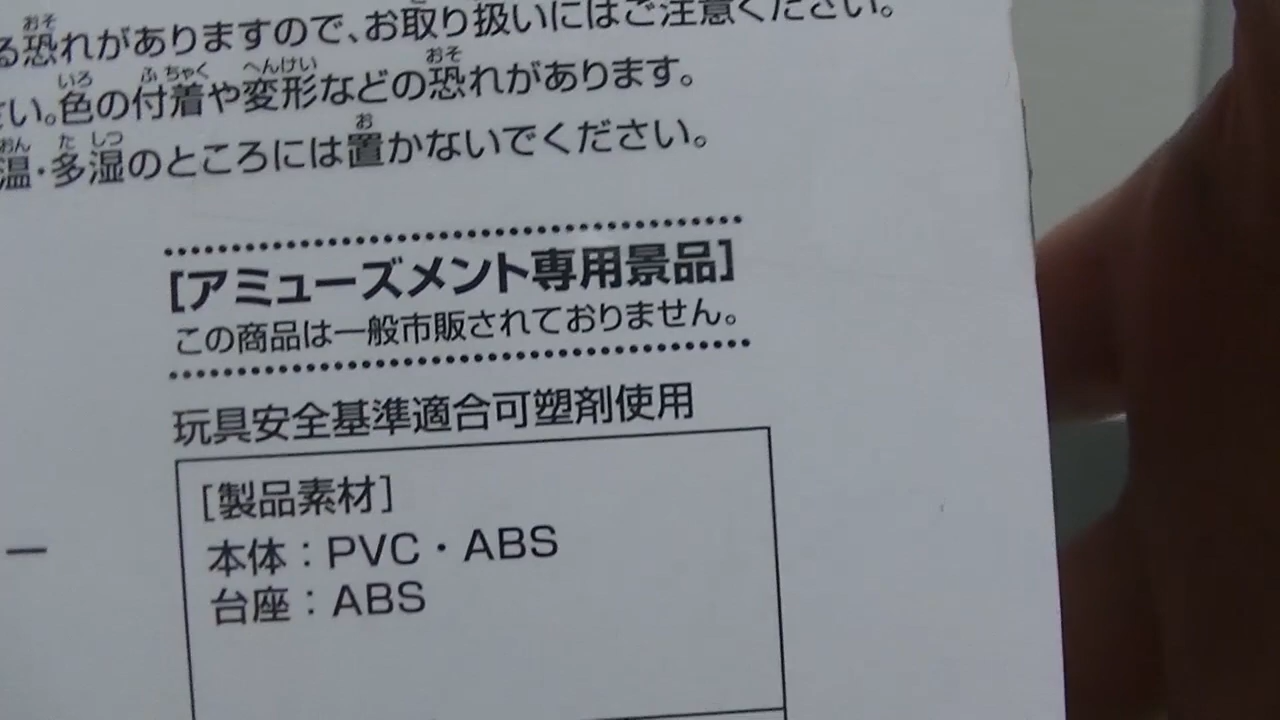 る恐れがありますので、お取り扱いにはご注意ください。
い。色の付着や変形などの恐れがあります。
温・多湿のところには置かないでください。
[アミューズメント専用景品]
この商品は一般市販されておりません。
玩具安全基準適合可塑剤使用
[製品素材]
本体：PVC・ABS
台座：ABS